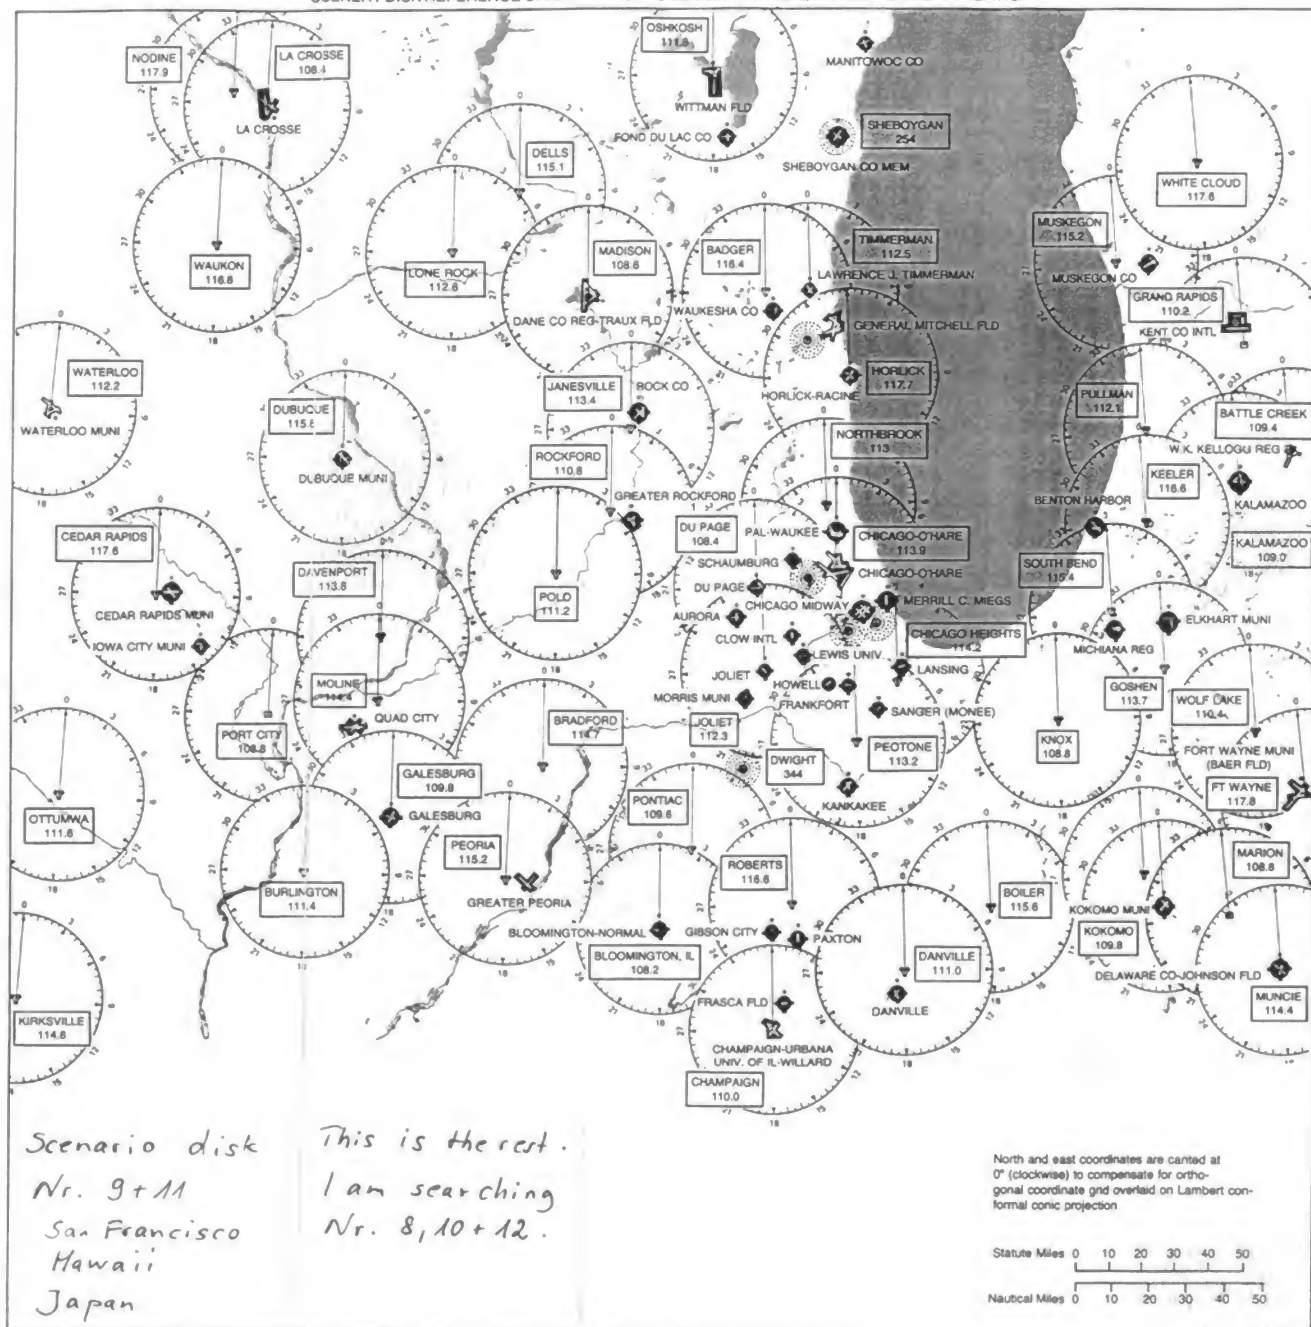 NODINE
117.9
LA CROSSE
108.4
LA CROSSE
OSHKOSH
111.8
WITTMAN FLD
FOND DU LAC CO
MANITOWOC CO
SHEBOYGAN
254
SHEBOYGAN CO MEM
DELLS
115.1
WHITE CLOUD
117.6
WAUKON
116.6
LONE ROCK
112.6
MADISON
108.6
DANE CO REG-TRAUX FLD
BADGER
116.4
TIMMERMAN
112.5
LAWRENCE J. TIMMERMAN
WAUKESHA CO
GENERAL MITCHELL FLD
MUSKEGON
115.2
MUSKEGON CO
GRAND RAPIDS
110.2
KENT CO INTL
WATERLOO
112.2
WATERLOO MUNI
DUBUQUE
115.8
DUBUQUE MUNI
JANESVILLE
113.4
ROCK CO
HORLICK
117.7
HORLICK-RACINE
PULLMAN
112.1
BATTLE CREEK
109.4
W.K. KELLOGU REG
ROCKFORD
110.8
GREATER ROCKFORD
NORTHBROOK
113
KEELER
116.6
BENTON HARBOR
KALAMAZOO
KALAMAZOO
109.0
CEDAR RAPIDS
117.6
CEDAR RAPIDS MUNI
IOWA CITY MUNI
DAVENPORT
113.8
POLD
111.2
DU PAGE
108.4
PAL-WAUKEE
CHICAGO-O'HARE
113.9
SCHAUMBURG
CHICAGO-O'HARE
DU PAGE
CHICAGO MIDWAY
MERRILL C. MIEGS
AURORA
CLOW INTL
CHICAGO HEIGHTS
114.2
LEWIS UNIV.
LANSING
SOUTH BEND
115.4
ELKHART MUNI
MICHIANA REG
MOLINE
114.4
QUAD CITY
PORT CITY
108.8
BRADFORD
114.7
JOLIET
HOWELL
MORRIS MUNI
FRANKFORT
SANGER (MONEE)
JOLIET
112.3
PEOTONE
113.2
DWIGHT
344
KANKAKEE
KNOX
108.8
GOSHEN
113.7
WOLF LAKE
110.4
FORT WAYNE MUNI
(BAER FLD)
FT WAYNE
117.8
OTTUMWA
111.6
GALESBURG
109.8
GALESBURG
PEORIA
115.2
GREATER PEORIA
BURLINGTON
111.4
PONTIAC
109.6
ROBERTS
116.6
BLOOMINGTON-NORMAL
BLOOMINGTON, IL
108.2
GIBSON CITY
PAXTON
BOILER
115.6
MARION
108.8
KOKOMO MUNI
KOKOMO
109.8
DELAWARE CO-JOHNSON FLD
MUNCIE
114.4
KIRKSVILLE
114.8
FRASCA FLD
CHAMPAIGN-URBANA
UNIV. OF IL-WILLARD
CHAMPAIGN
110.0
DANVILLE
111.0
DANVILLE
Scenario disk
Nr. 9+11
San Francisco
Hawaii
Japan
This is the rest.
I am searching
Nr. 8, 10 + 12.
North and east coordinates are canted at
0° (clockwise) to compensate for ortho-
gonal coordinate grid overlaid on Lambert con-
formal conic projection
Statute Miles 0 10 20 30 40 50
Nautical Miles 0 10 20 30 40 50